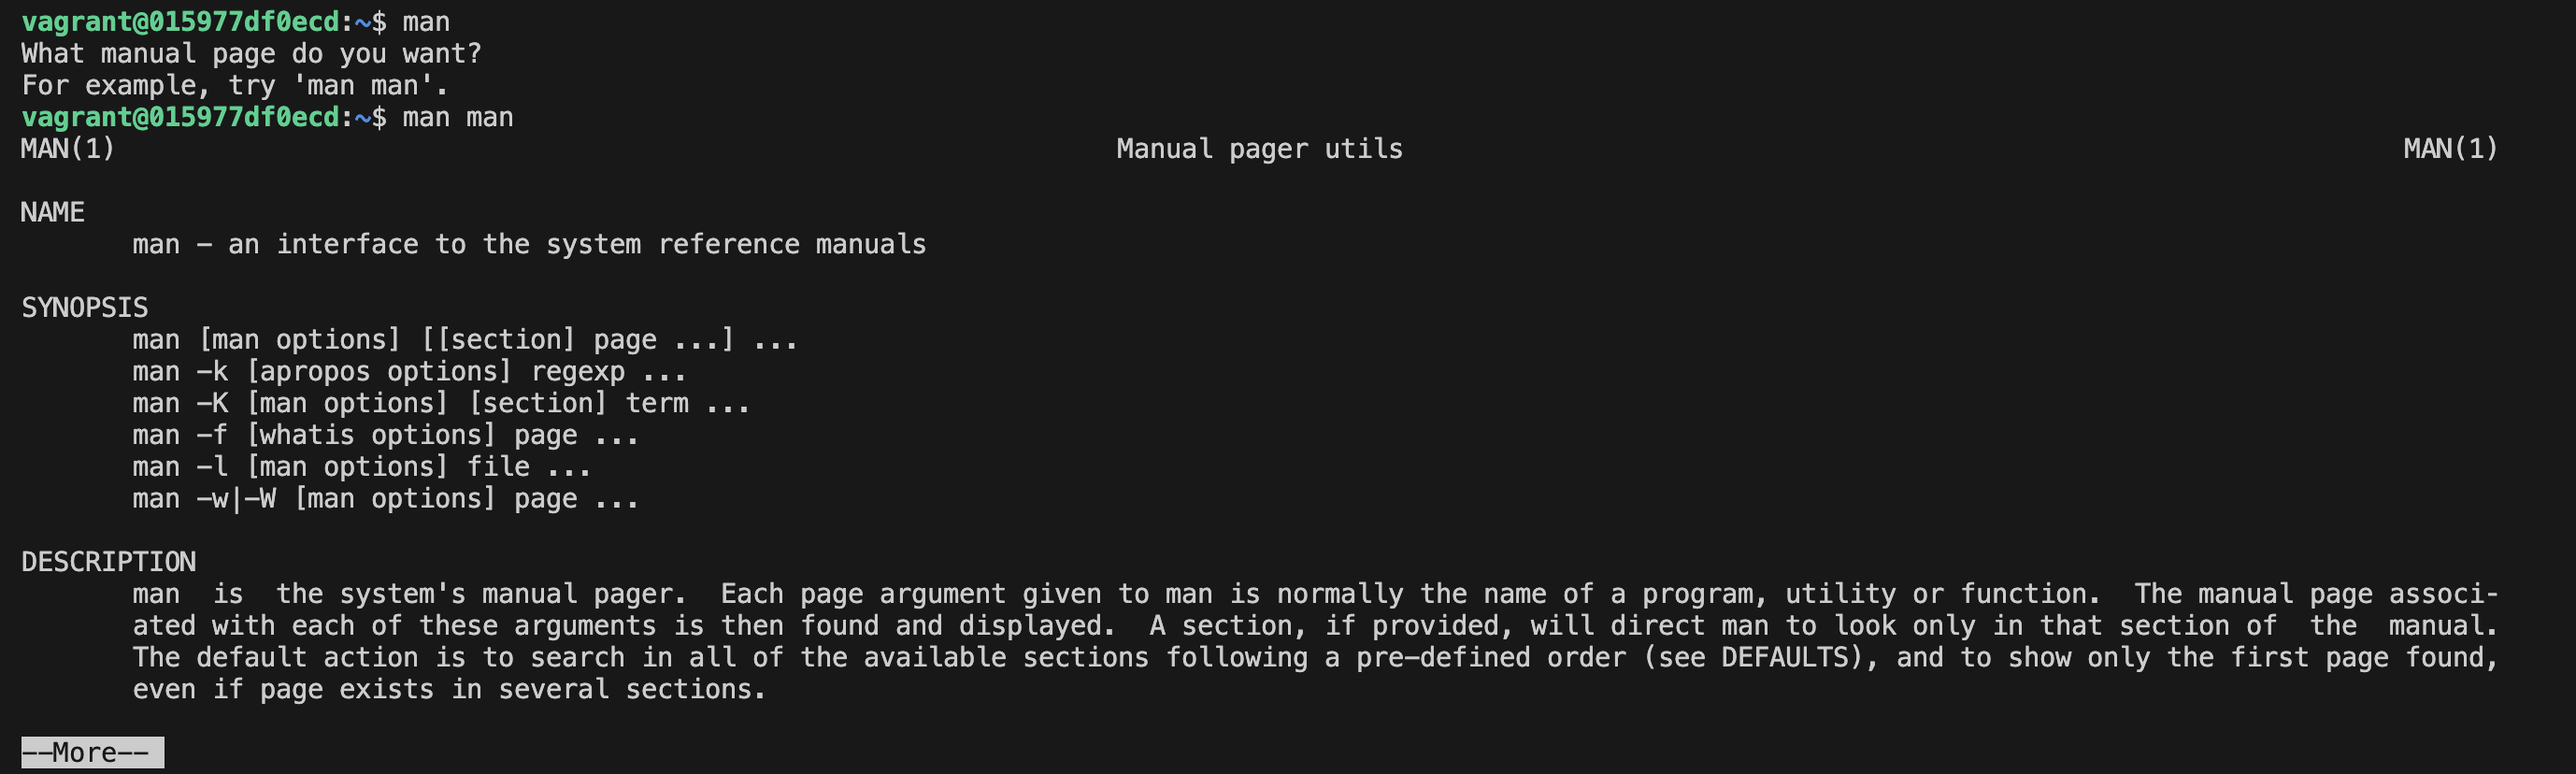 vagrant@015977df0ecd:~$ man
What manual page do you want?
For example, try 'man man'.
vagrant@015977df0ecd:~$ man man
MAN(1) Manual pager utils MAN(1)
NAME
man - an interface to the system reference manuals
SYNOPSIS
man [man options] [[section] page ...] ...
man -k [apropos options] regexp ...
man -K [man options] [section] term ...
man -f [whatis options] page ...
man -l [man options] file ...
man -w|-W [man options] page ...
DESCRIPTION
man  is  the system's manual pager.  Each page argument given to man is normally the name of a program, utility or function.  The manual page associ-
ated with each of these arguments is then found and displayed.  A section, if provided, will direct man to look only in that section of  the  manual.
The default action is to search in all of the available sections following a pre-defined order (see DEFAULTS), and to show only the first page found,
even if page exists in several sections.
--More--